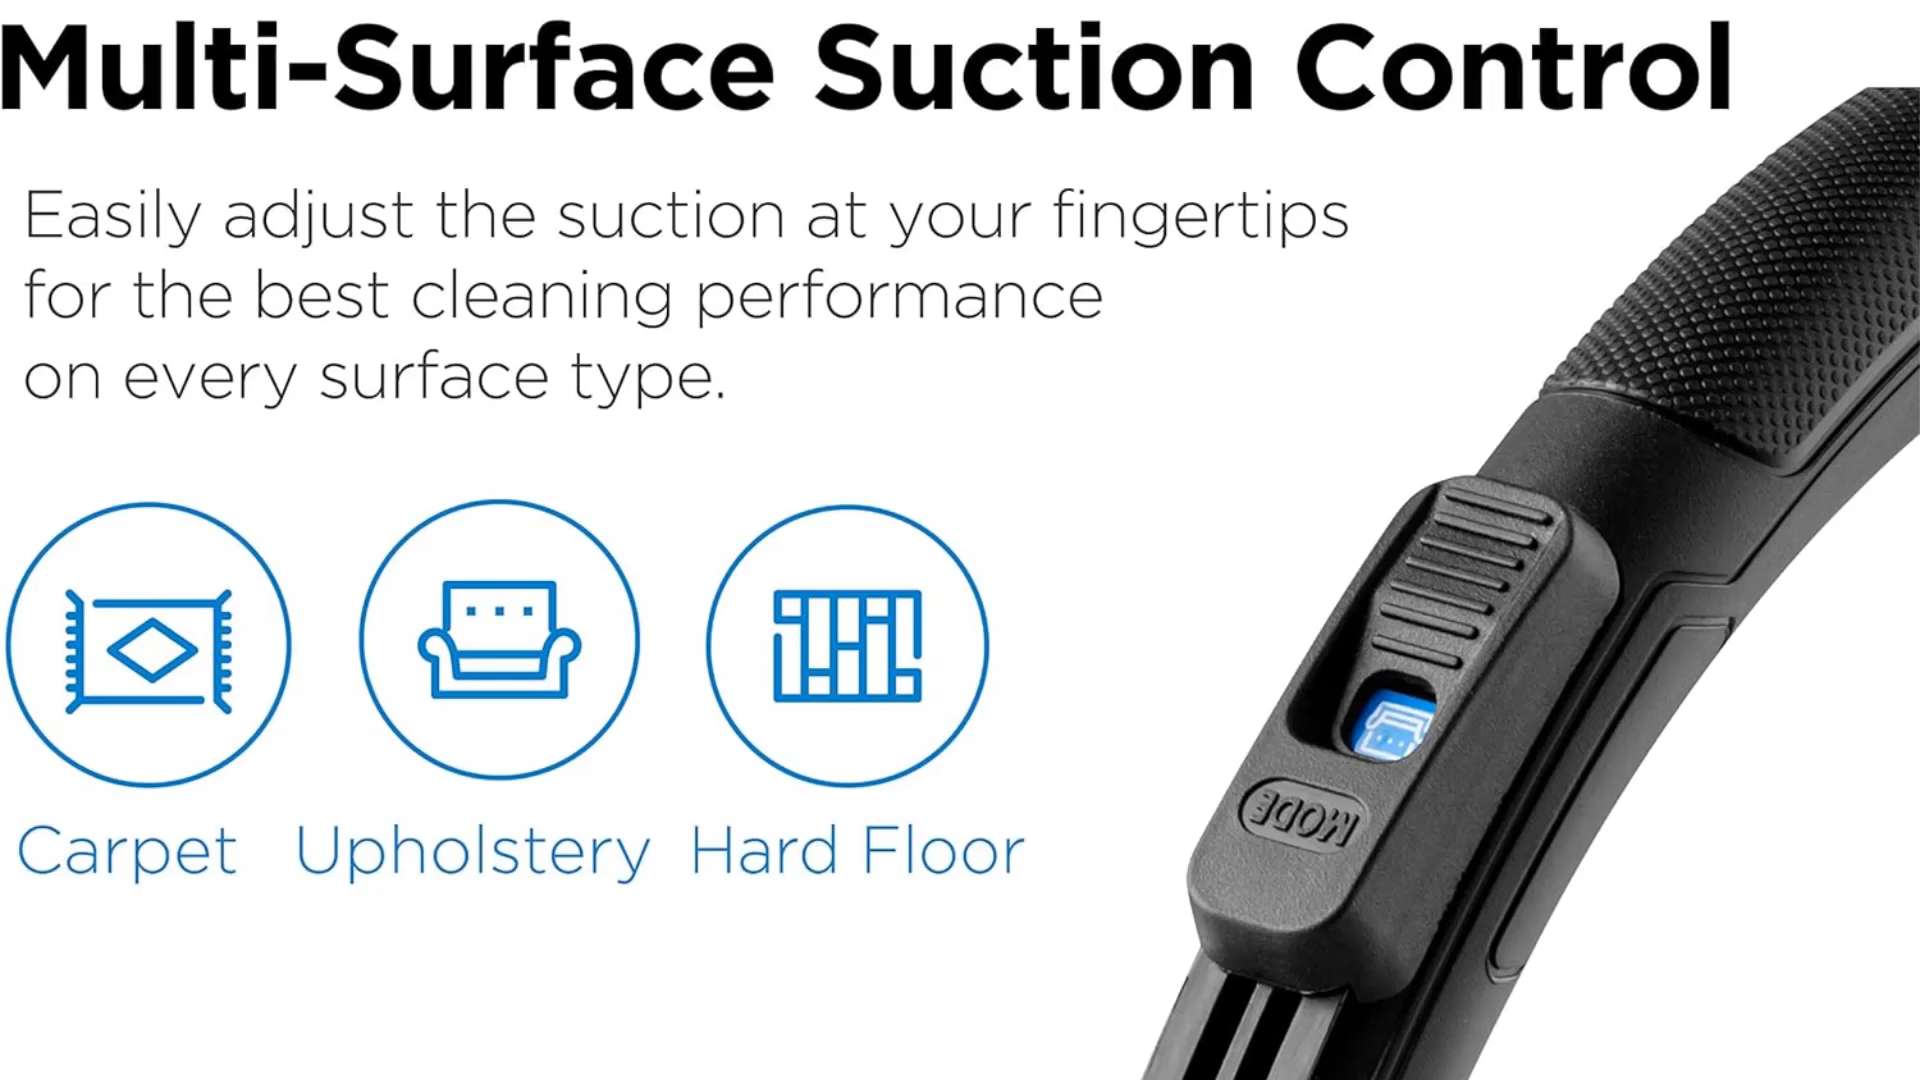 Multi-Surface Suction Control
Easily adjust the suction at your fingertips
for the best cleaning performance
on every surface type.
Carpet Upholstery Hard Floor
MODE